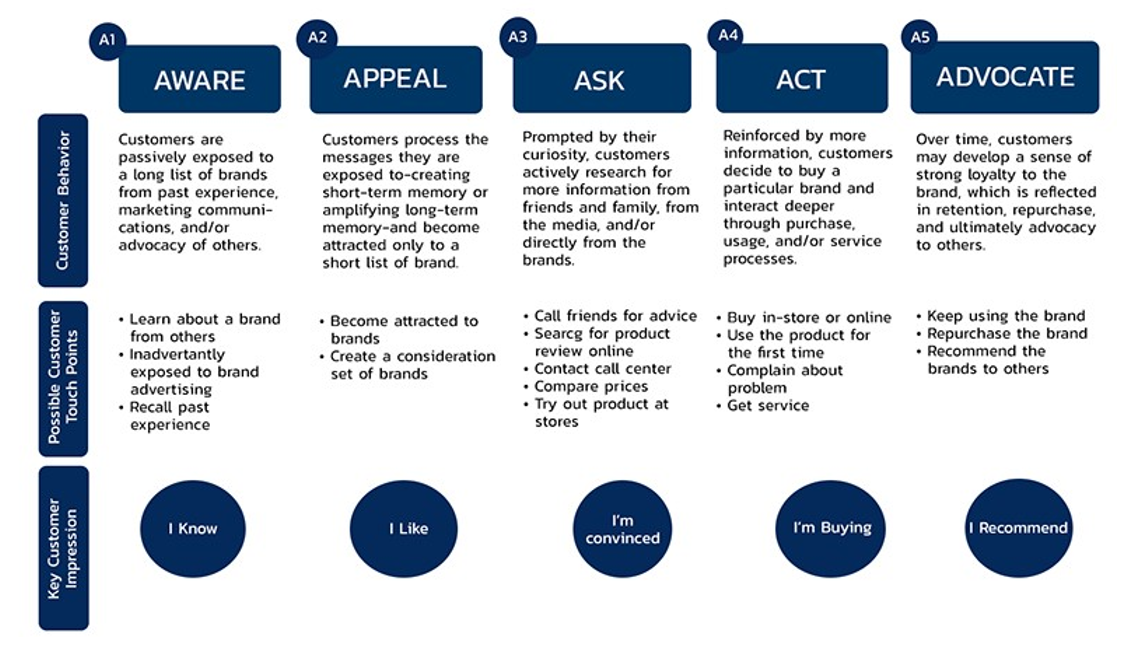 A1
AWARE
A2
APPEAL
A3
ASK
A4
ACT
A5
ADVOCATE
Customer Behavior
Customers are
passively exposed to
a long list of brands
from past experience,
marketing communi-
cations, and/or
advocacy of others.
Customers process the
messages they are
exposed to-creating
short-term memory or
amplifying long-term
memory-and become
attracted only to a
short list of brand.
Prompted by their
curiosity, customers
actively research for
more information from
friends and family, from
the media, and/or
directly from the
brands.
Reinforced by more
information, customers
decide to buy a
particular brand and
interact deeper
through purchase,
usage, and/or service
processes.
Over time, customers
may develop a sense of
strong loyalty to the
brand, which is reflected
in retention, repurchase,
and ultimately advocacy
to others.
Possible Customer
Touch Points
• Learn about a brand
from others
• Inadvertantly
exposed to brand
advertising
• Recall past
experience
• Become attracted to
brands
• Create a consideration
set of brands
• Call friends for advice
• Searcg for product
review online
• Contact call center
• Compare prices
• Try out product at
stores
• Buy in-store or online
• Use the product for
the first time
• Complain about
problem
• Get service
• Keep using the brand
• Repurchase the brand
• Recommend the
brands to others
Key Customer
Impression
I Know
I Like
I'm
convinced
I'm Buying
I Recommend